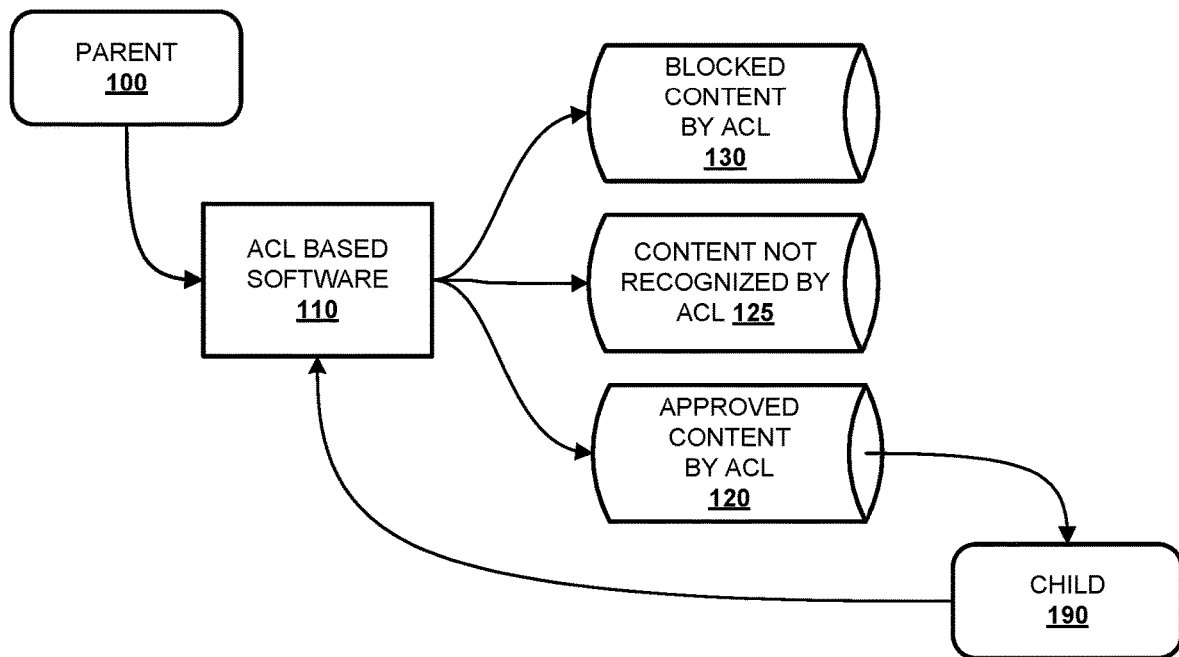 PARENT
100
BLOCKED
CONTENT
BY ACL
130
ACL BASED
SOFTWARE
110
CONTENT NOT
RECOGNIZED BY
ACL 125
APPROVED
CONTENT
BY ACL
120
CHILD
190